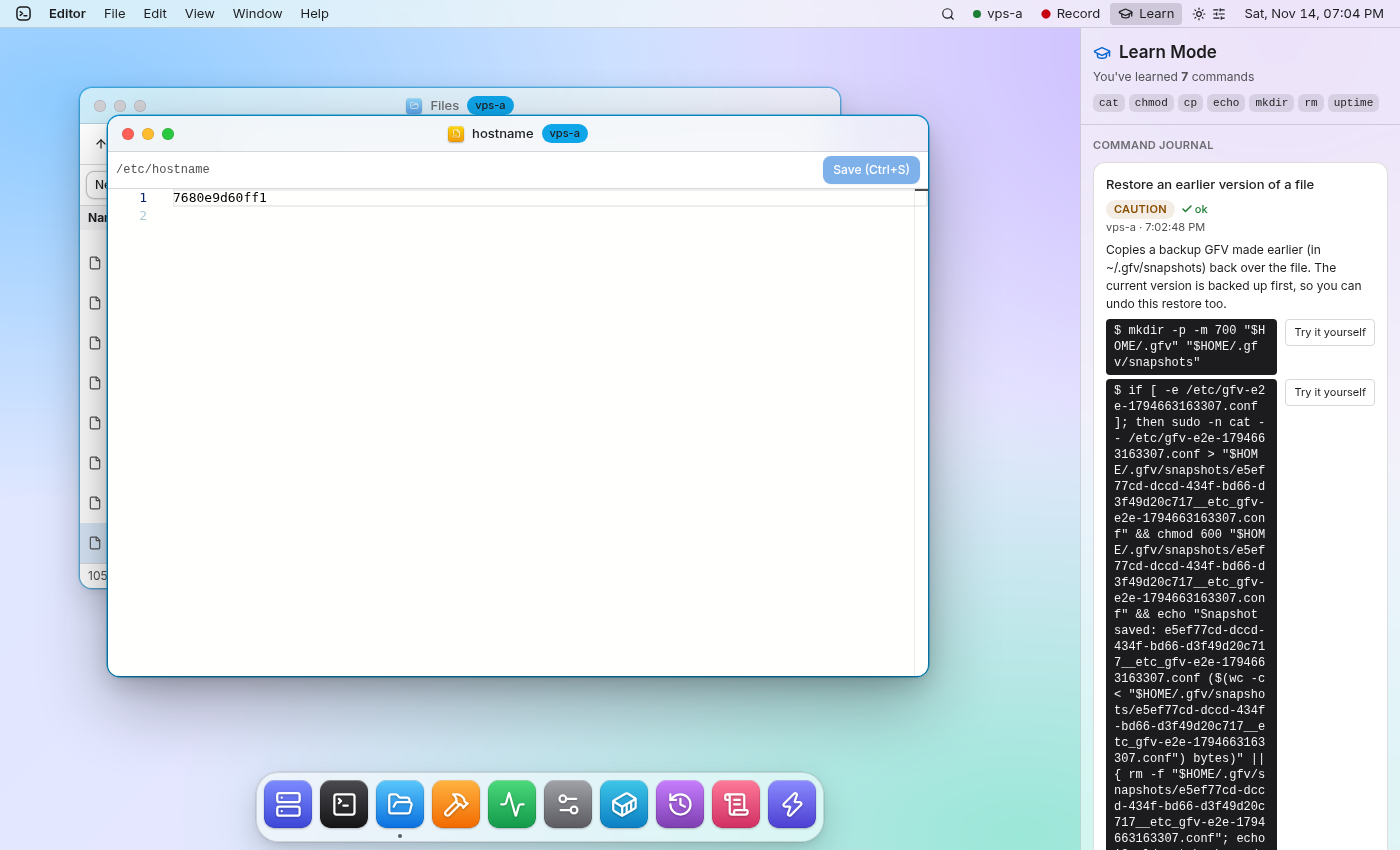 Editor File Edit View Window Help vps-a Record Learn Sat, Nov 14, 07:04 PM
Files vps-a
hostname vps-a
/etc/hostname Save (Ctrl+S)
1 7680e9d60ff1
2
105
Learn Mode
You've learned 7 commands
cat chmod cp echo mkdir rm uptime
COMMAND JOURNAL
Restore an earlier version of a file
CAUTION ok
vps-a · 7:02:48 PM
Copies a backup GFV made earlier (in
~/.gfv/snapshots) back over the file. The
current version is backed up first, so you can
undo this restore too.
$ mkdir -p -m 700 "$H
OME/.gfv" "$HOME/.gf
v/snapshots"
Try it yourself
$ if [ -e /etc/gfv-e2
e-1794663163307.conf
]; then sudo -n cat -
- /etc/gfv-e2e-179466
3163307.conf > "$HOM
E/.gfv/snapshots/e5ef
77cd-dccd-434f-bd66-d
3f49d20c717__etc_gfv-
e2e-1794663163307.con
f" && chmod 600 "$HOM
E/.gfv/snapshots/e5ef
77cd-dccd-434f-bd66-d
3f49d20c717__etc_gfv-
e2e-1794663163307.con
f" && echo "Snapshot
saved: e5ef77cd-dccd-
434f-bd66-d3f49d20c71
7__etc_gfv-e2e-179466
3163307.conf ($(wc -c
< "$HOME/.gfv/snapsho
ts/e5ef77cd-dccd-434f
-bd66-d3f49d20c717__e
tc_gfv-e2e-1794663163
307.conf") bytes)" ||
{ rm -f "$HOME/.gfv/s
napshots/e5ef77cd-dcc
d-434f-bd66-d3f49d20c
717__etc_gfv-e2e-1794
663163307.conf"; echo
Try it yourself